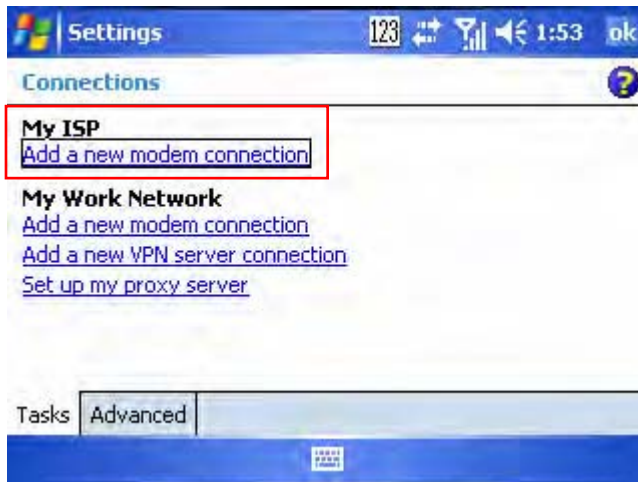 Settings 123 1:53 ok
Connections ?
My ISP
Add a new modem connection
My Work Network
Add a new modem connection
Add a new VPN server connection
Set up my proxy server
Tasks Advanced